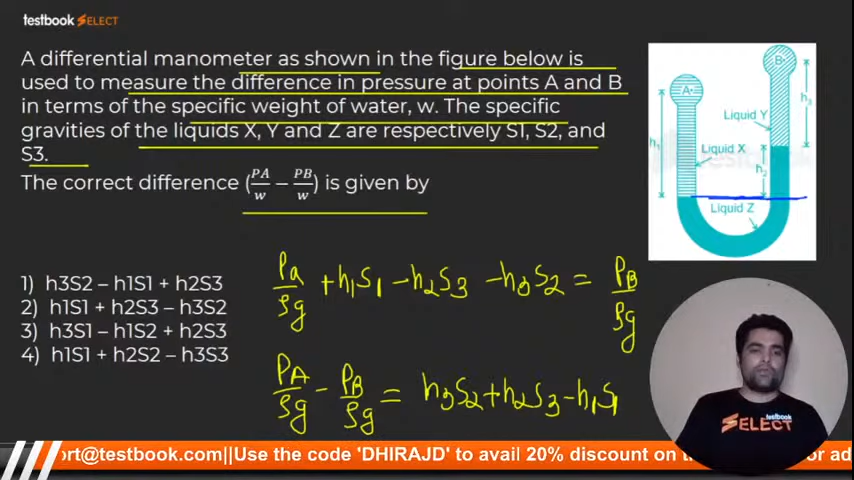 testbook SELECT
A differential manometer as shown in the figure below is
used to measure the difference in pressure at points A and B
in terms of the specific weight of water, w. The specific
gravities of the liquids X, Y and Z are respectively S1, S2, and
S3.
The correct difference (PA/w − PB/w) is given by
A
B
h1
h2
h3
Liquid Y
Liquid X
Liquid Z
1) h3S2 – h1S1 + h2S3
2) h1S1 + h2S3 – h3S2
3) h3S1 – h1S2 + h2S3
4) h1S1 + h2S2 – h3S3
Pa/ρg + h1S1 − h2S3 − h3S2 = PB/ρg
PA/ρg − PB/ρg = h3S2 + h2S3 − h1S1
testbook
SELECT
ort@testbook.com||Use the code 'DHIRAJD' to avail 20% discount on ad